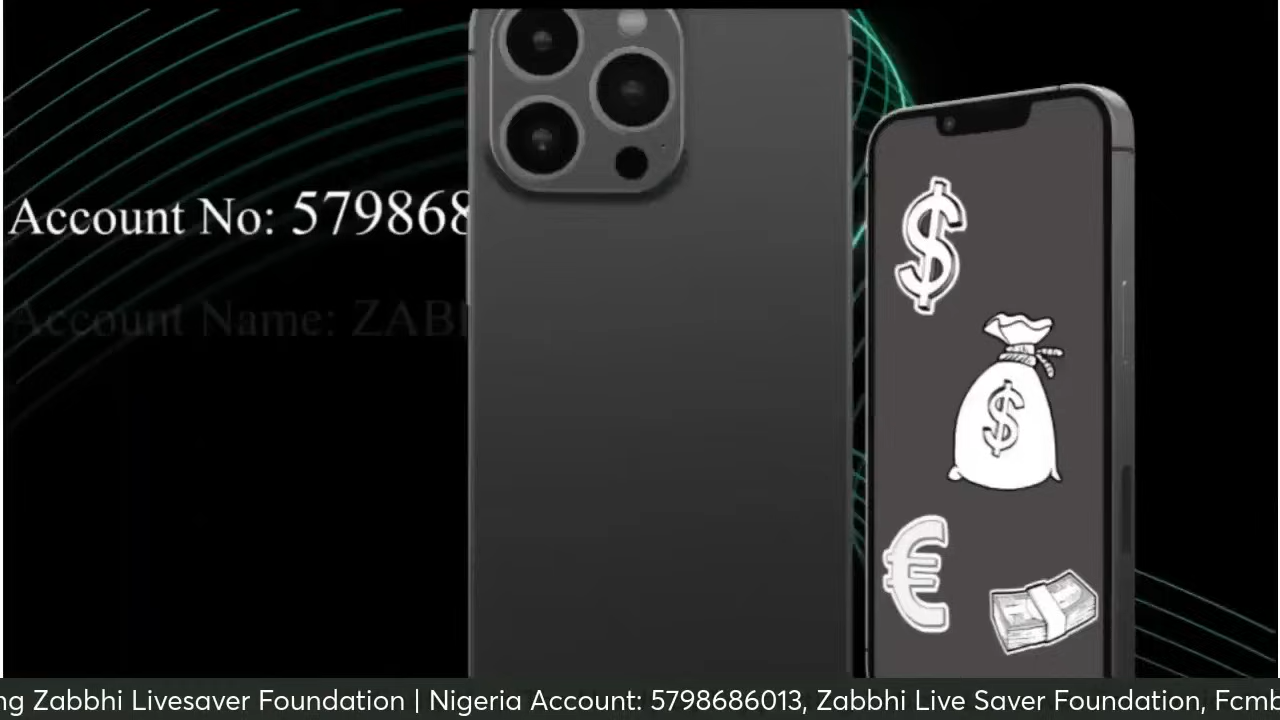 Account No: 579868
Account Name: ZAB
ng Zabbhi Livesaver Foundation | Nigeria Account: 5798686013, Zabbhi Live Saver Foundation, Fcmb